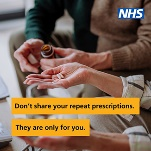 NHS
Don't share your repeat prescriptions.
They are only for you.